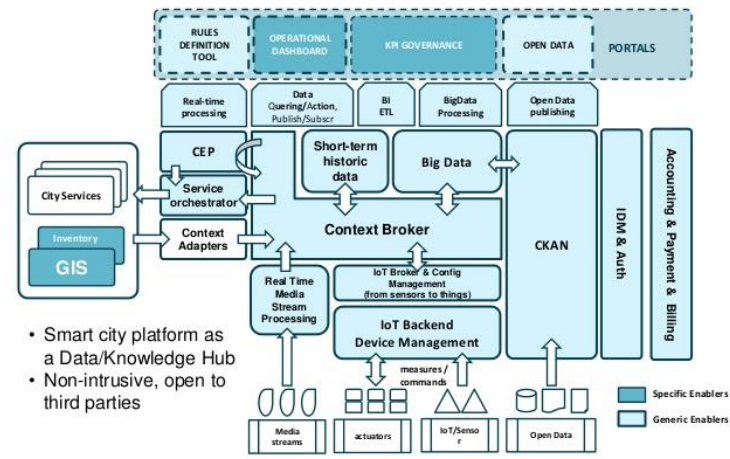 RULES
DEFINITION
TOOL
OPERATIONAL
DASHBOARD
KPI GOVERNANCE
OPEN DATA
PORTALS
Real-time
processing
Data
Quering/Action,
Publish/Subscr
BI
ETL
BigData
Processing
Open Data
publishing
CEP
Short-term
historic
data
Big Data
City Services
Service
orchestrator
Inventory
GIS
Context
Adapters
Context Broker
CKAN
IDM & Auth
Accounting & Payment & Billing
Real Time
Media
Stream
Processing
IoT Broker & Config
Management
(from sensors to things)
IoT Backend
Device Management
• Smart city platform as
a Data/Knowledge Hub
• Non-intrusive, open to
third parties
measures /
commands
Media
streams
actuators
IoT/Senso
r
Open Data
Specific Enablers
Generic Enablers